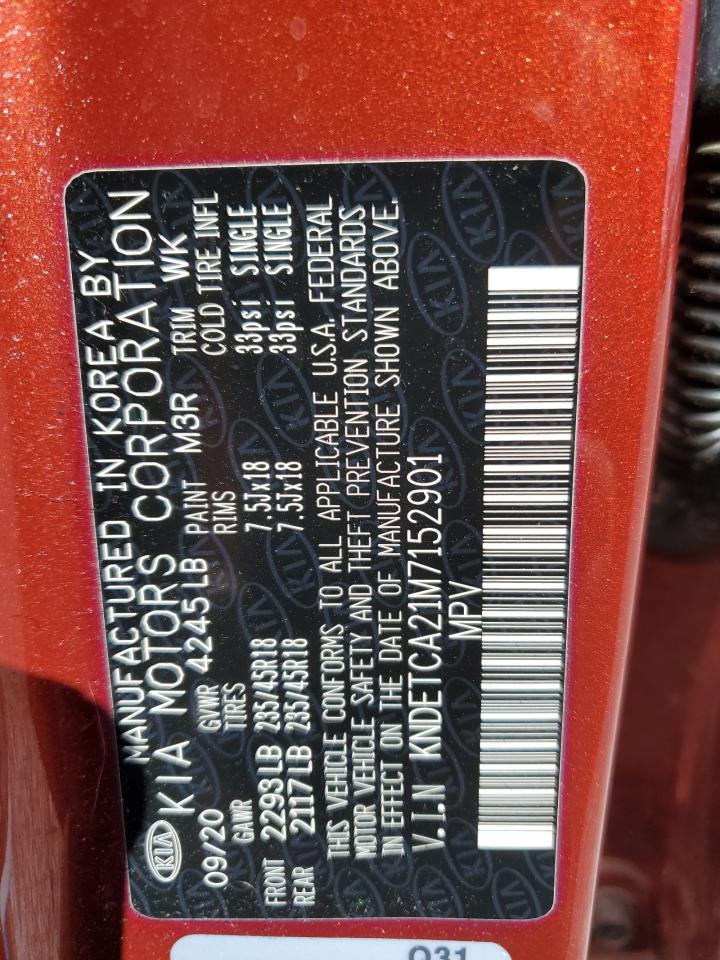 MANUFACTURED IN KOREA BY
KIA KIA MOTORS CORPORATION
09/20 GVWR 4245LB PAINT M3R TRIM WK
GAWR TIRES RIMS COLD TIRE INFL
FRONT 2293LB 235/45R18 7.5Jx18 33psi SINGLE
REAR 2117LB 235/45R18 7.5Jx18 33psi SINGLE
THIS VEHICLE CONFORMS TO ALL APPLICABLE U.S.A. FEDERAL
MOTOR VEHICLE SAFETY AND THEFT PREVENTION STANDARDS
IN EFFECT ON THE DATE OF MANUFACTURE SHOWN ABOVE.
V.I.N KNDETCA21M7152901
MPV
031